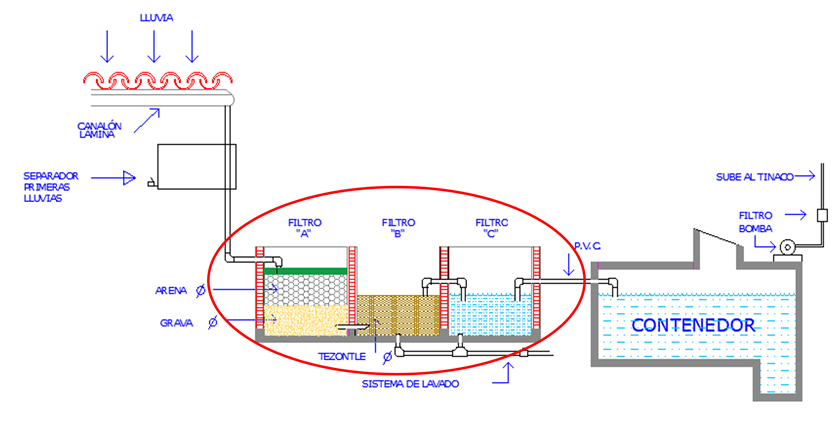 LLUVIA
CANALÓN
LAMINA
SEPARADOR
PRIMERAS
LLUVIAS
FILTRO
"A"
FILTRO
"B"
FILTRO
"C"
P.V.C.
SUBE AL TINACO
FILTRO
BOMBA
ARENA Ø
GRAVA Ø
TEZONTLE Ø
CONTENEDOR
SISTEMA DE LAVADO